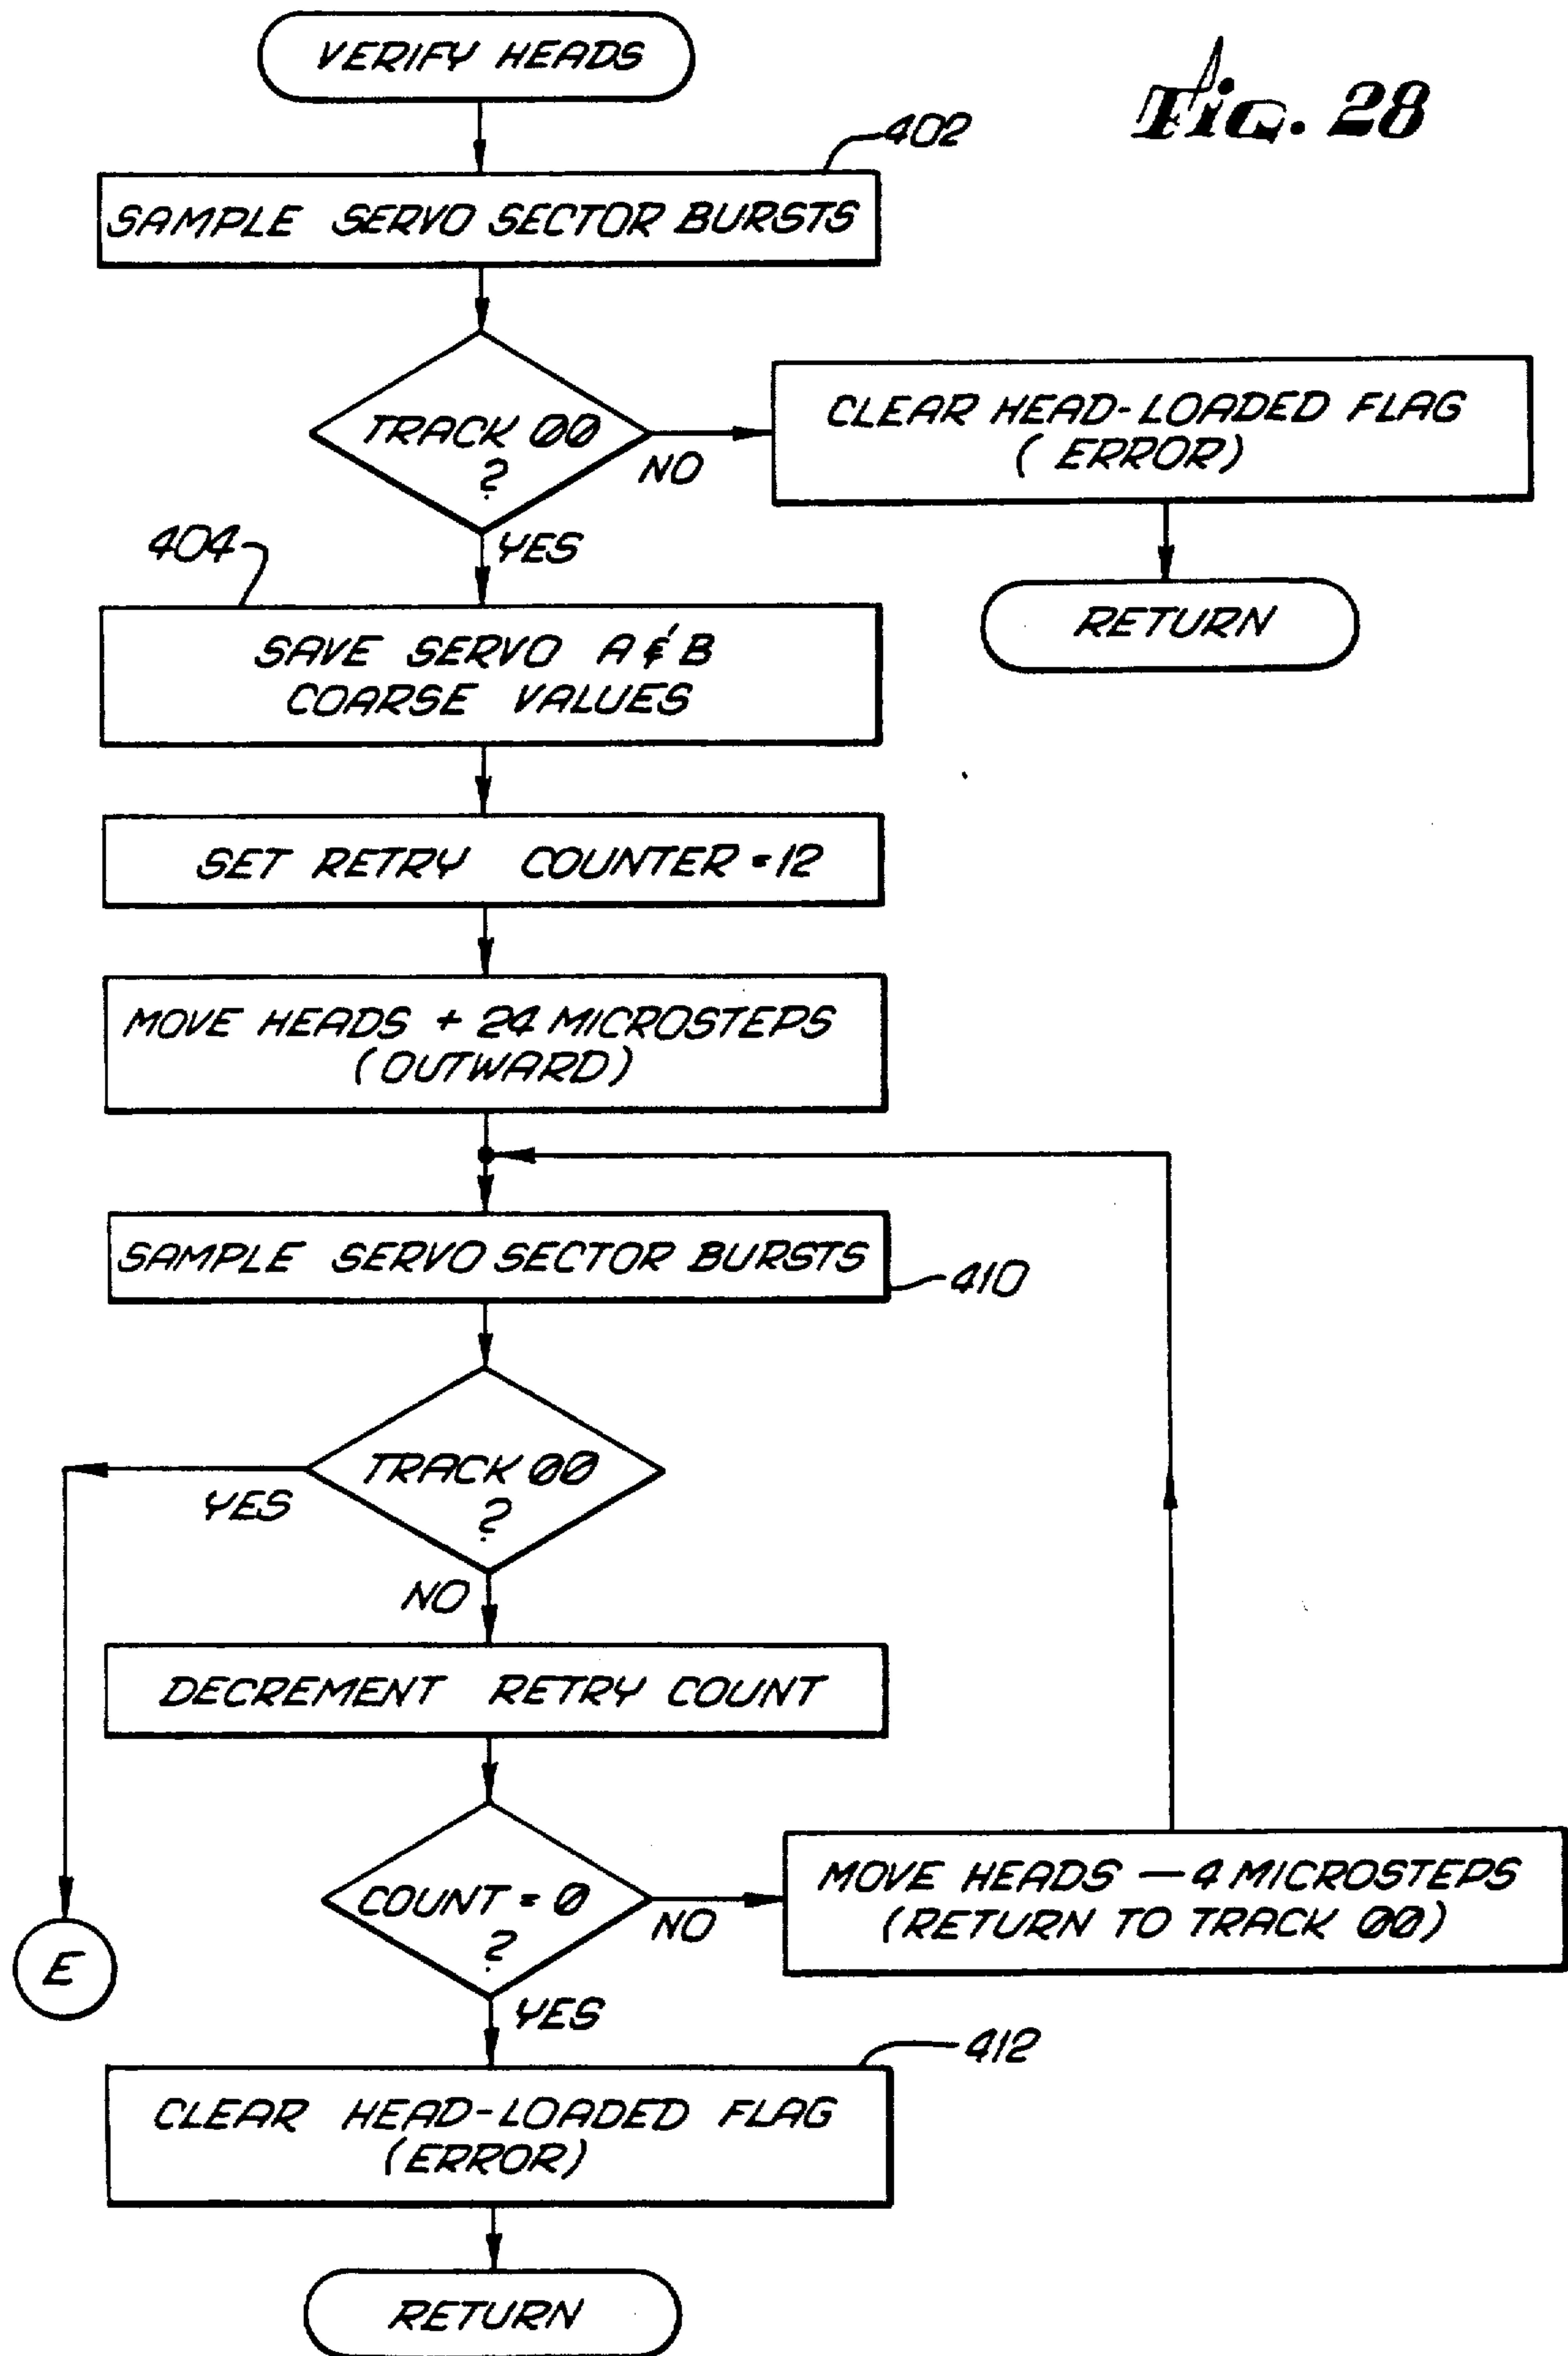 VERIFY HEADS
Fig. 28
402
SAMPLE SERVO SECTOR BURSTS
TRACK 00
?
NO
CLEAR HEAD-LOADED FLAG
( ERROR)
RETURN
YES
404
SAVE SERVO A & B
COARSE VALUES
SET RETRY COUNTER = 12
MOVE HEADS + 24 MICROSTEPS
(OUTWARD)
SAMPLE SERVO SECTOR BURSTS
410
TRACK 00
?
YES
NO
DECREMENT RETRY COUNT
COUNT = 0
?
NO
MOVE HEADS — 4 MICROSTEPS
(RETURN TO TRACK 00)
E
YES
412
CLEAR HEAD-LOADED FLAG
(ERROR)
RETURN